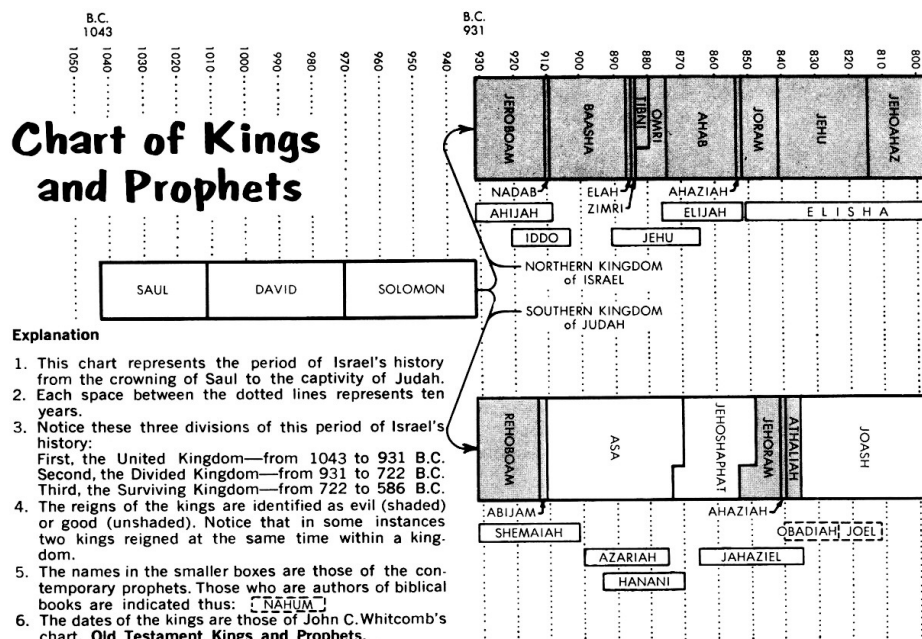 B.C.
1043
B.C.
931
1050
1040
1030
1020
1010
1000
990
980
970
960
950
940
930
920
910
900
890
880
870
860
850
840
830
820
810
800
Chart of Kings
and Prophets
JEROBOAM
BAASHA
TIBNI
OMRI
AHAB
JORAM
JEHU
JEHOAHAZ
NADAB
ELAH
ZIMRI
AHAZIAH
AHIJAH
ELIJAH
ELISHA
IDDO
JEHU
SAUL
DAVID
SOLOMON
NORTHERN KINGDOM
of ISRAEL
SOUTHERN KINGDOM
of JUDAH
Explanation
1. This chart represents the period of Israel's history
from the crowning of Saul to the captivity of Judah.
2. Each space between the dotted lines represents ten
years.
3. Notice these three divisions of this period of Israel's
history:
First, the United Kingdom—from 1043 to 931 B.C.
Second, the Divided Kingdom—from 931 to 722 B.C.
Third, the Surviving Kingdom—from 722 to 586 B.C.
4. The reigns of the kings are identified as evil (shaded)
or good (unshaded). Notice that in some instances
two kings reigned at the same time within a king-
dom.
5. The names in the smaller boxes are those of the con-
temporary prophets. Those who are authors of biblical
books are indicated thus: NAHUM
6. The dates of the kings are those of John C. Whitcomb's
chart, Old Testament Kings and Prophets.
REHOBOAM
ASA
JEHOSHAPHAT
JEHORAM
ATHALIAH
JOASH
ABIJAM
AHAZIAH
SHEMAIAH
OBADIAH
JOEL
AZARIAH
JAHAZIEL
HANANI